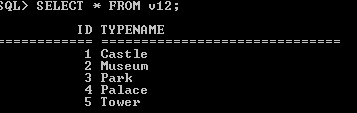 SQL> SELECT * FROM v12;
ID TYPENAME
============ ===============================
1 Castle
2 Museum
3 Park
4 Palace
5 Tower